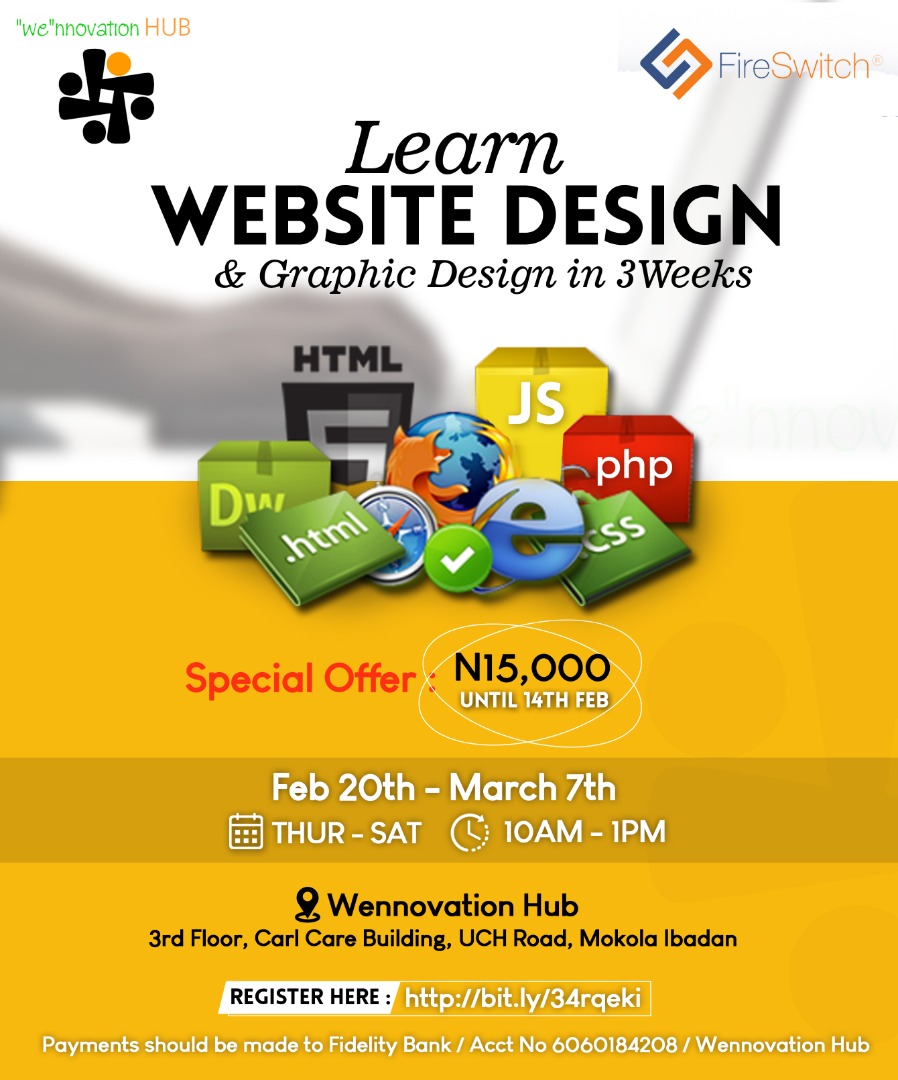 "we"nnovation HUB
FireSwitch®
Learn
WEBSITE DESIGN
& Graphic Design in 3Weeks
HTML
JS
php
Dw
.html
css
Special Offer : N15,000
UNTIL 14TH FEB
Feb 20th - March 7th
THUR - SAT 10AM - 1PM
Wennovation Hub
3rd Floor, Carl Care Building, UCH Road, Mokola Ibadan
REGISTER HERE : http://bit.ly/34rqeki
Payments should be made to Fidelity Bank / Acct No 6060184208 / Wennovation Hub